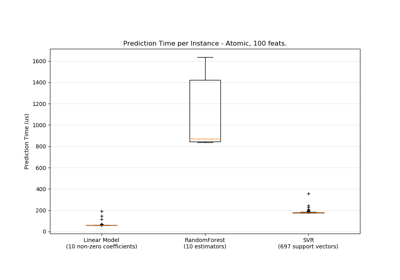 Prediction Time per Instance - Atomic, 100 feats.
Prediction Time (us)
1600
1400
1200
1000
800
600
400
200
0
Linear Model
(10 non-zero coefficients)
RandomForest
(10 estimators)
SVR
(697 support vectors)